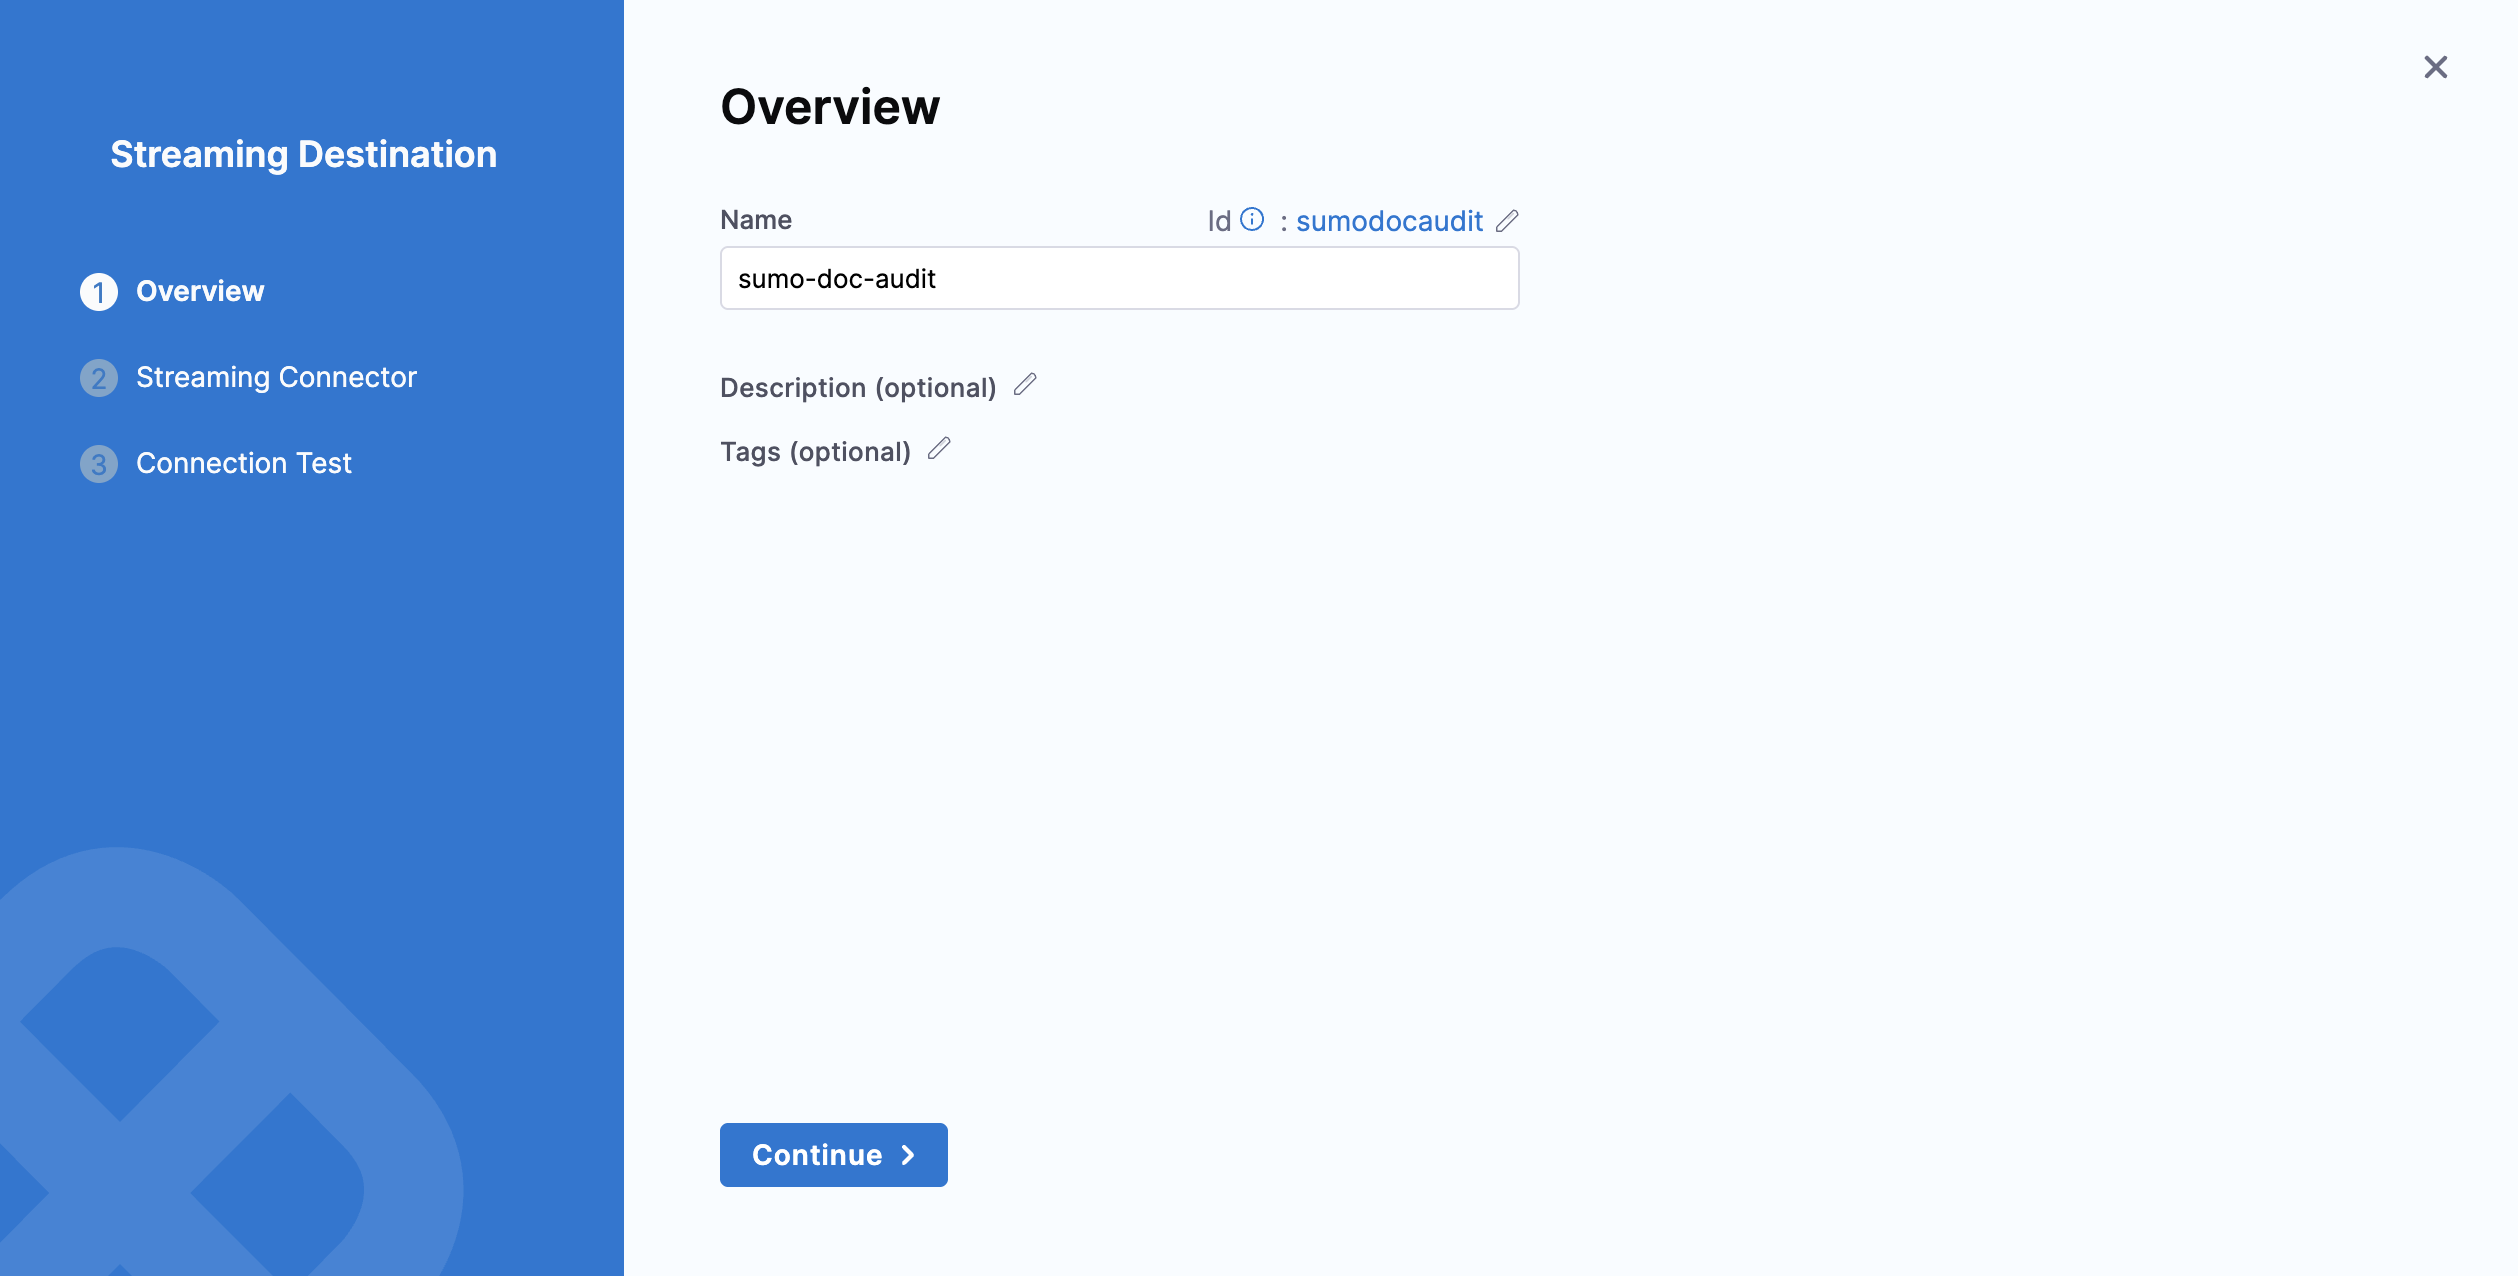 Streaming Destination
1 Overview
2 Streaming Connector
3 Connection Test
Overview
Name Id : sumodocaudit
sumo-doc-audit
Description (optional)
Tags (optional)
Continue